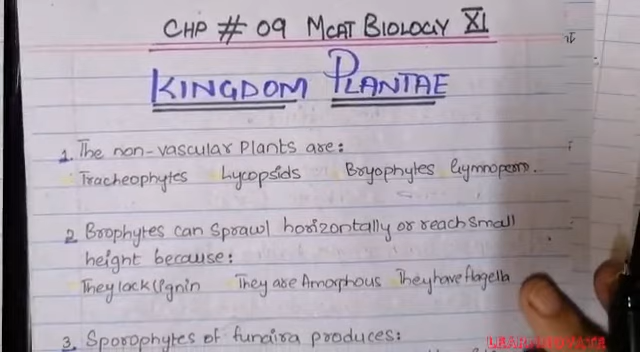 CHP # 09 MCAT BIOLOGY XI
KINGDOM PLANTAE
1. The non-vascular Plants are:
Tracheophytes Lycopsids Bryophytes Gymnoperm.
2. Brophytes can sprawl horizontally or reach small
height because:
They lack lignin They are Amorphous They have flagella
3. Sporophytes of funaira produces:
LEARNNOVATE